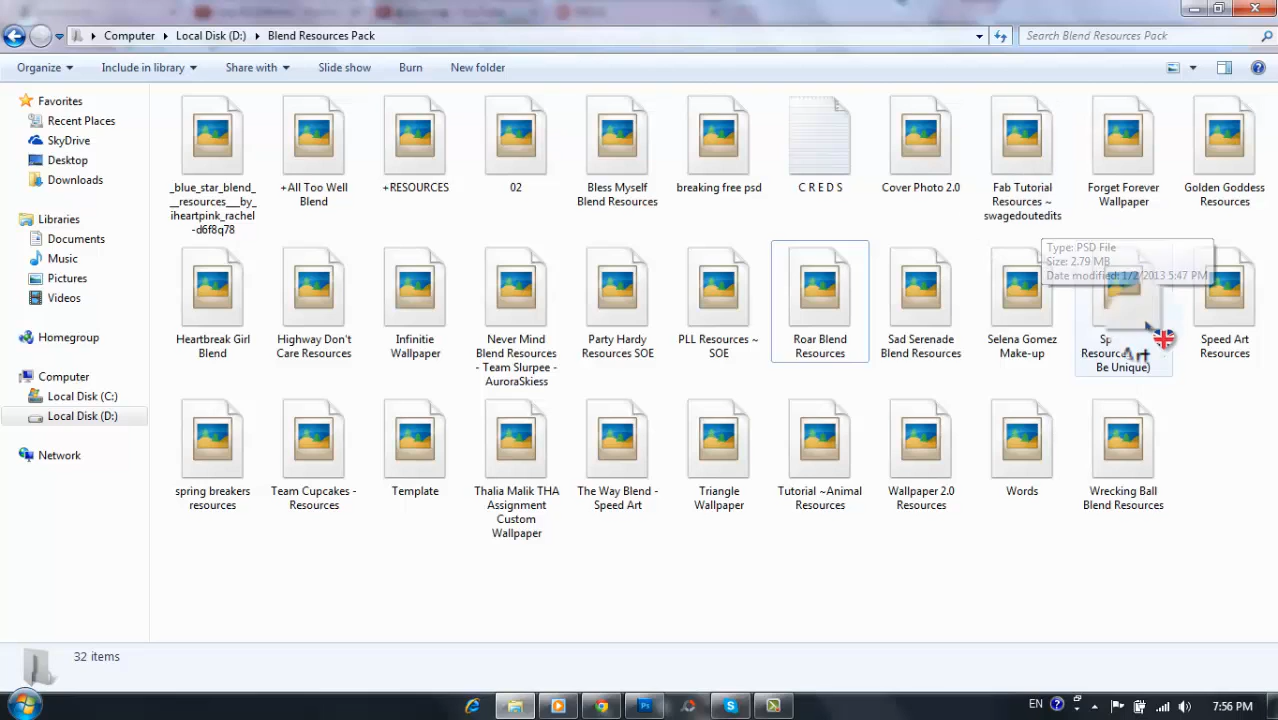 Computer Local Disk (D:) Blend Resources Pack
Search Blend Resources Pack
Organize Include in library Share with Slide show Burn New folder
Favorites
Recent Places
SkyDrive
Desktop
Downloads
Libraries
Documents
Music
Pictures
Videos
Homegroup
Computer
Local Disk (C:)
Local Disk (D:)
Network
_blue_star_blend_
__resources___by_
iheartpink_rachel
-d6f8q78
+All Too Well
Blend
+RESOURCES
02
Bless Myself
Blend Resources
breaking free psd
C R E D S
Cover Photo 2.0
Fab Tutorial
Resources ~
swagedoutedits
Forget Forever
Wallpaper
Golden Goddess
Resources
Heartbreak Girl
Blend
Highway Don't
Care Resources
Infinitie
Wallpaper
Never Mind
Blend Resources
- Team Slurpee -
AuroraSkiess
Party Hardy
Resources SOE
PLL Resources ~
SOE
Roar Blend
Resources
Sad Serenade
Blend Resources
Selena Gomez
Make-up
Type: PSD File
Size: 2.79 MB
Date modified: 1/2/2013 5:47 PM
Art
Be Unique)
Speed Art
Resources
spring breakers
resources
Team Cupcakes -
Resources
Template
Thalia Malik THA
Assignment
Custom
Wallpaper
The Way Blend -
Speed Art
Triangle
Wallpaper
Tutorial ~Animal
Resources
Wallpaper 2.0
Resources
Words
Wrecking Ball
Blend Resources
32 items
EN
7:56 PM